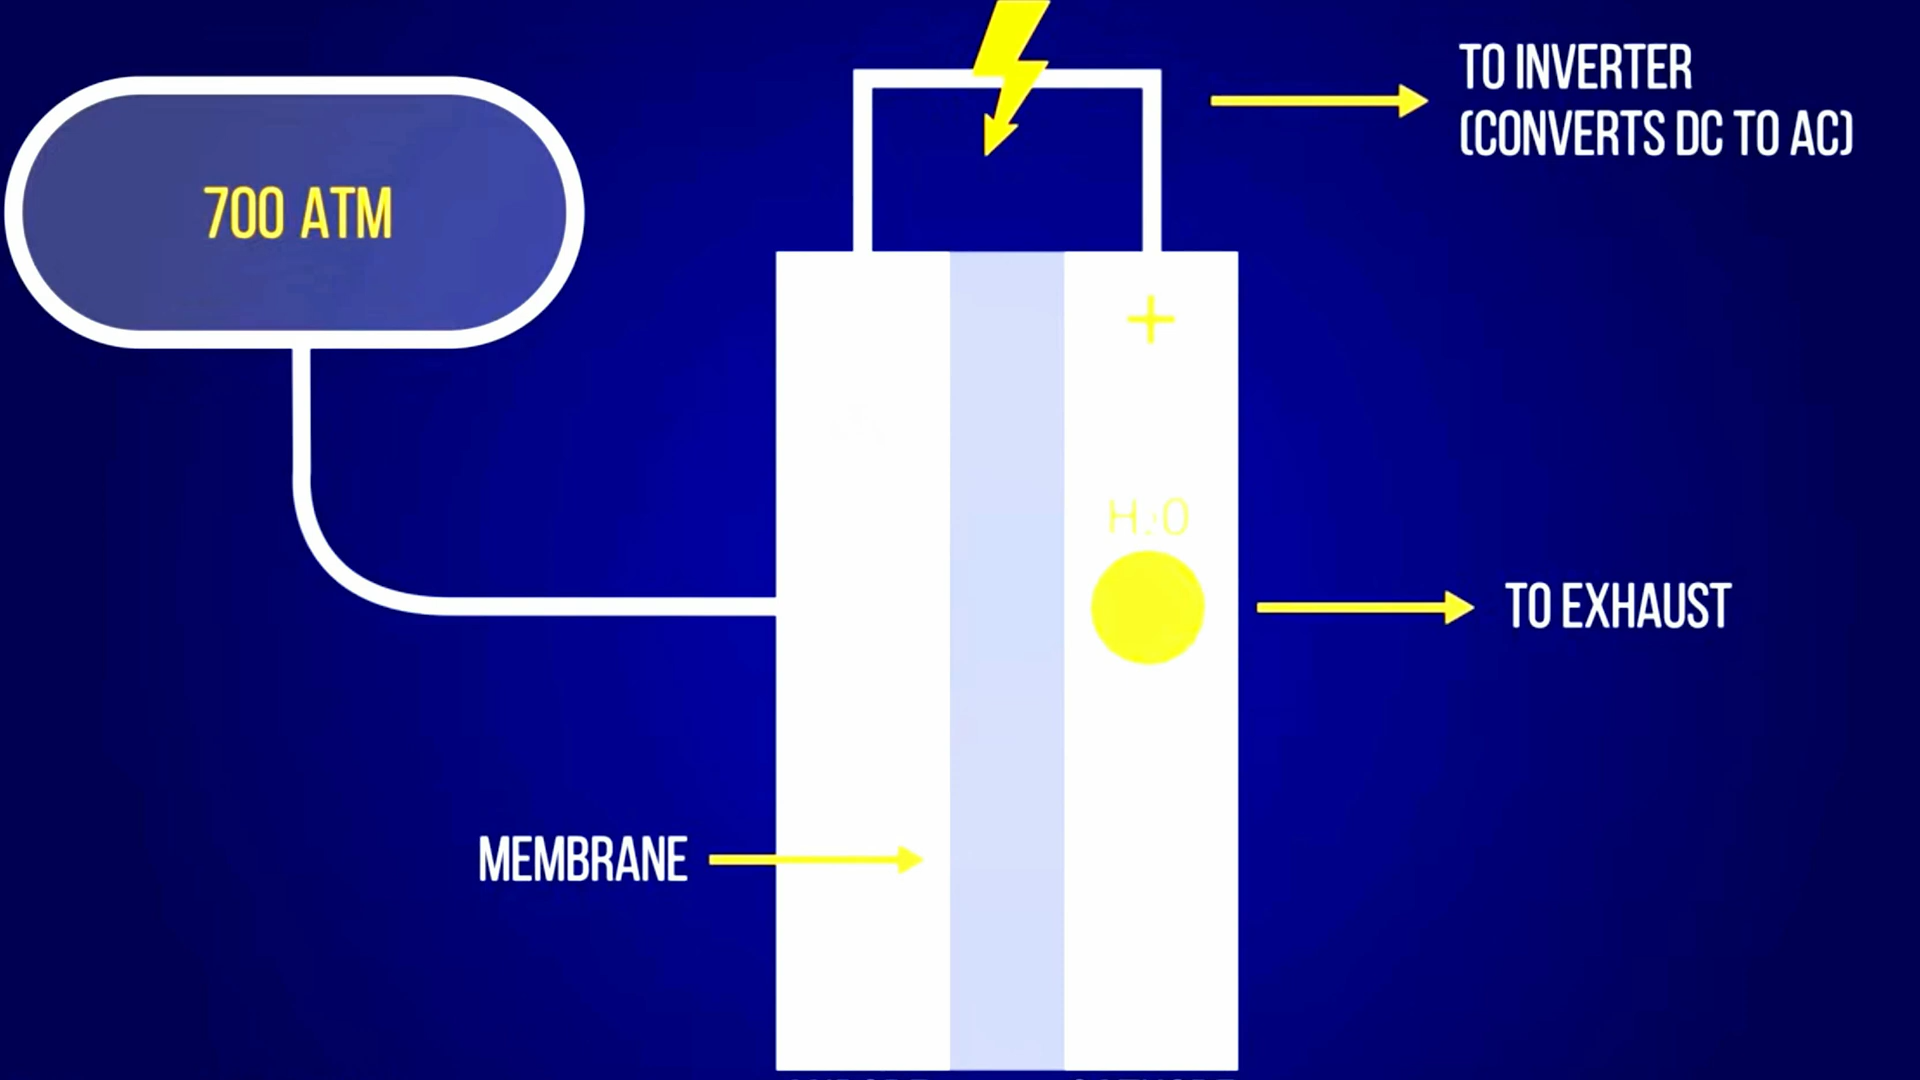 TO INVERTER
(CONVERTS DC TO AC)
700 ATM
+
H₂O
TO EXHAUST
MEMBRANE